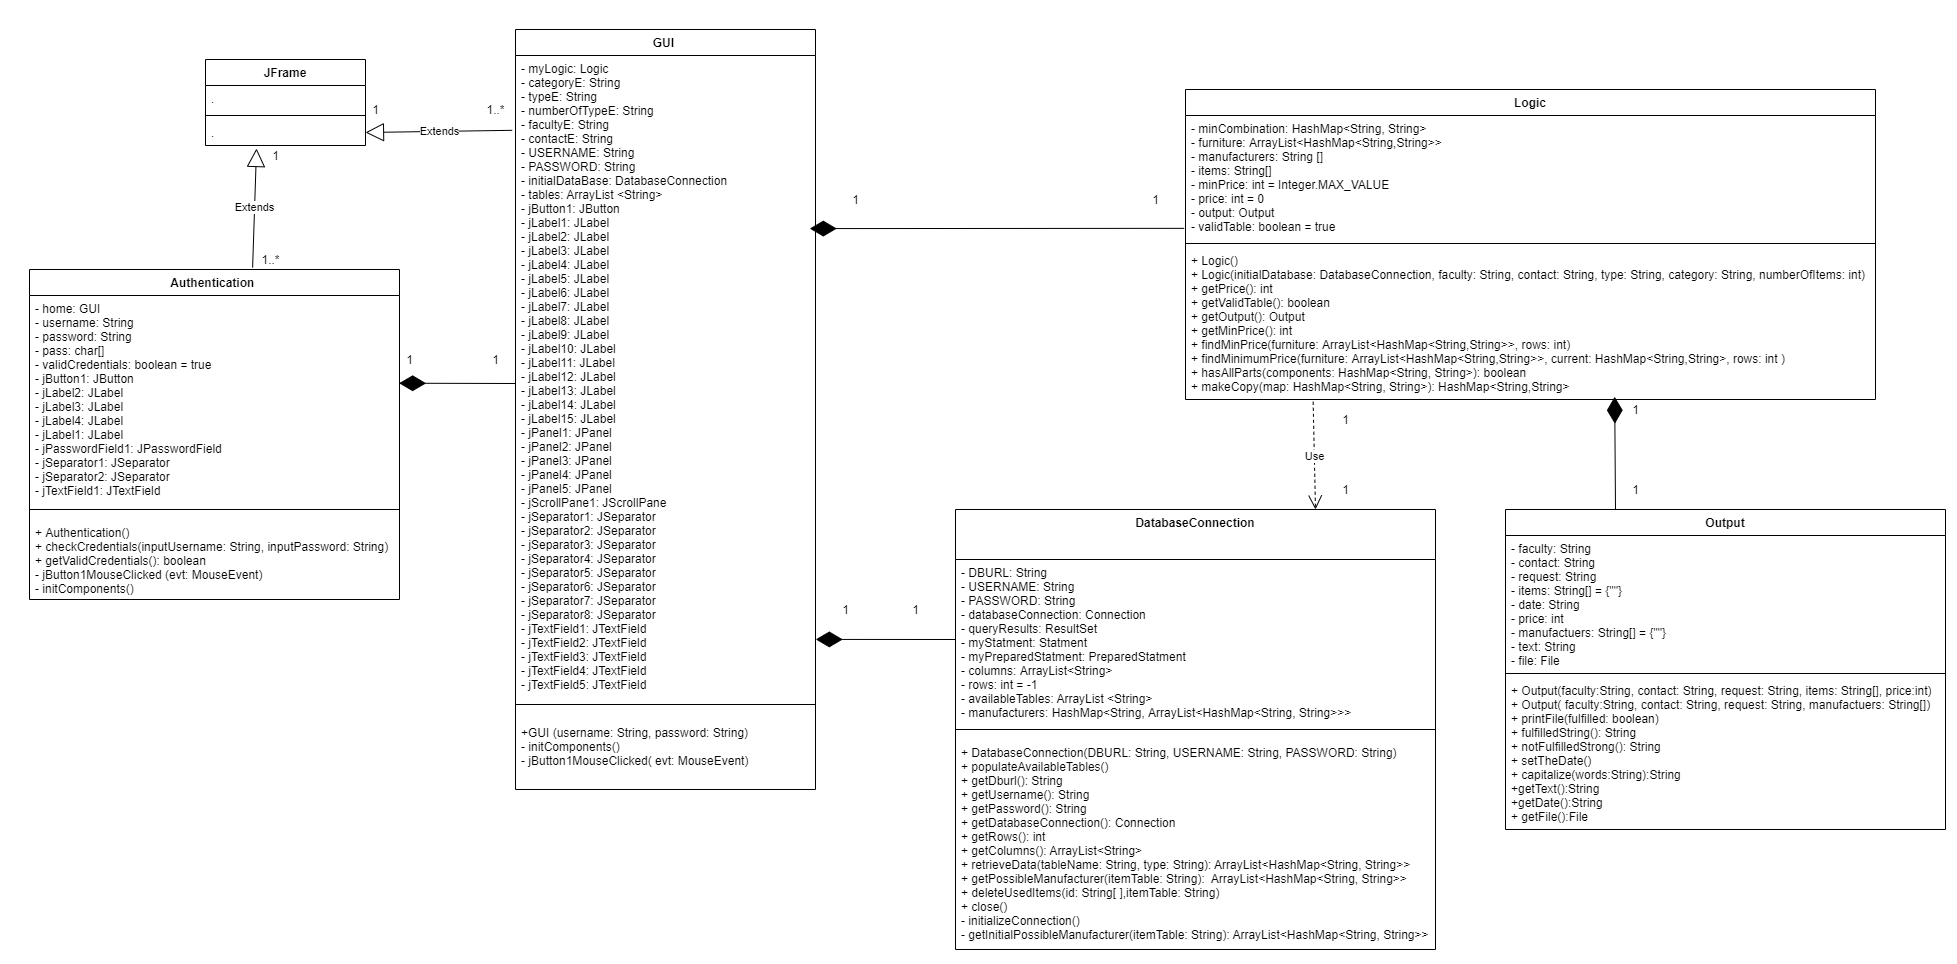 JFrame
.
.
1
1..*
Extends
1
Extends
1..*
Authentication
- home: GUI
- username: String
- password: String
- pass: char[]
- validCredentials: boolean = true
- jButton1: JButton
- jLabel2: JLabel
- jLabel3: JLabel
- jLabel4: JLabel
- jLabel1: JLabel
- jPasswordField1: JPasswordField
- jSeparator1: JSeparator
- jSeparator2: JSeparator
- jTextField1: JTextField
+ Authentication()
+ checkCredentials(inputUsername: String, inputPassword: String)
+ getValidCredentials(): boolean
- jButton1MouseClicked (evt: MouseEvent)
- initComponents()
1
1
GUI
- myLogic: Logic
- categoryE: String
- typeE: String
- numberOfTypeE: String
- facultyE: String
- contactE: String
- USERNAME: String
- PASSWORD: String
- initialDataBase: DatabaseConnection
- tables: ArrayList <String>
- jButton1: JButton
- jLabel1: JLabel
- jLabel2: JLabel
- jLabel3: JLabel
- jLabel4: JLabel
- jLabel5: JLabel
- jLabel6: JLabel
- jLabel7: JLabel
- jLabel8: JLabel
- jLabel9: JLabel
- jLabel10: JLabel
- jLabel11: JLabel
- jLabel12: JLabel
- jLabel13: JLabel
- jLabel14: JLabel
- jLabel15: JLabel
- jPanel1: JPanel
- jPanel2: JPanel
- jPanel3: JPanel
- jPanel4: JPanel
- jPanel5: JPanel
- jScrollPane1: JScrollPane
- jSeparator1: JSeparator
- jSeparator2: JSeparator
- jSeparator3: JSeparator
- jSeparator4: JSeparator
- jSeparator5: JSeparator
- jSeparator6: JSeparator
- jSeparator7: JSeparator
- jSeparator8: JSeparator
- jTextField1: JTextField
- jTextField2: JTextField
- jTextField3: JTextField
- jTextField4: JTextField
- jTextField5: JTextField
+GUI (username: String, password: String)
- initComponents()
- jButton1MouseClicked( evt: MouseEvent)
1
1
1
1
Logic
- minCombination: HashMap<String, String>
- furniture: ArrayList<HashMap<String,String>>
- manufacturers: String []
- items: String[]
- minPrice: int = Integer.MAX_VALUE
- price: int = 0
- output: Output
- validTable: boolean = true
+ Logic()
+ Logic(initialDatabase: DatabaseConnection, faculty: String, contact: String, type: String, category: String, numberOfItems: int)
+ getPrice(): int
+ getValidTable(): boolean
+ getOutput(): Output
+ getMinPrice(): int
+ findMinPrice(furniture: ArrayList<HashMap<String,String>>, rows: int)
+ findMinimumPrice(furniture: ArrayList<HashMap<String,String>>, current: HashMap<String,String>, rows: int )
+ hasAllParts(components: HashMap<String, String>): boolean
+ makeCopy(map: HashMap<String, String>): HashMap<String,String>
1
Use
1
1
1
DatabaseConnection
- DBURL: String
- USERNAME: String
- PASSWORD: String
- databaseConnection: Connection
- queryResults: ResultSet
- myStatment: Statment
- myPreparedStatment: PreparedStatment
- columns: ArrayList<String>
- rows: int = -1
- availableTables: ArrayList <String>
- manufacturers: HashMap<String, ArrayList<HashMap<String, String>>>
+ DatabaseConnection(DBURL: String, USERNAME: String, PASSWORD: String)
+ populateAvailableTables()
+ getDburl(): String
+ getUsername(): String
+ getPassword(): String
+ getDatabaseConnection(): Connection
+ getRows(): int
+ getColumns(): ArrayList<String>
+ retrieveData(tableName: String, type: String): ArrayList<HashMap<String, String>>
+ getPossibleManufacturer(itemTable: String):  ArrayList<HashMap<String, String>>
+ deleteUsedItems(id: String[ ],itemTable: String)
+ close()
- initializeConnection()
- getInitialPossibleManufacturer(itemTable: String): ArrayList<HashMap<String, String>>
Output
- faculty: String
- contact: String
- request: String
- items: String[] = {""}
- date: String
- price: int
- manufactuers: String[] = {""}
- text: String
- file: File
+ Output(faculty:String, contact: String, request: String, items: String[], price:int)
+ Output( faculty:String, contact: String, request: String, manufactuers: String[])
+ printFile(fulfilled: boolean)
+ fulfilledString(): String
+ notFulfilledStrong(): String
+ setTheDate()
+ capitalize(words:String):String
+getText():String
+getDate():String
+ getFile():File